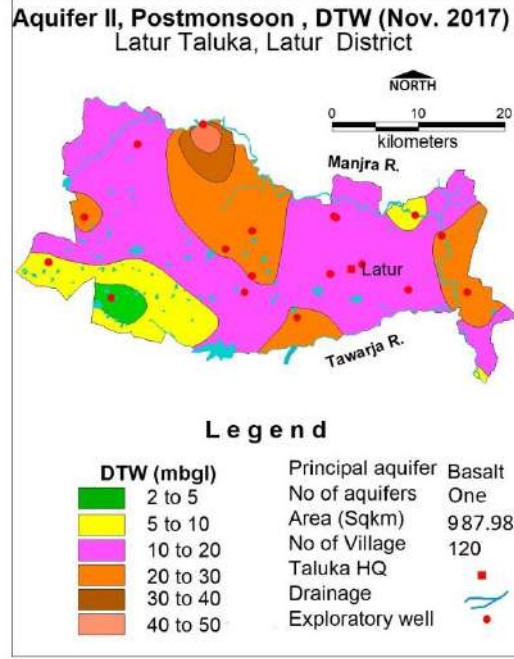 Aquifer II, Postmonsoon , DTW (Nov. 2017)
Latur Taluka, Latur District
NORTH
0 10 20
kilometers
Manjra R.
Latur
Tawarja R.
Legend
DTW (mbgl)
2 to 5
5 to 10
10 to 20
20 to 30
30 to 40
40 to 50
Principal aquifer Basalt
No of aquifers One
Area (Sqkm) 987.98
No of Village 120
Taluka HQ
Drainage
Exploratory well